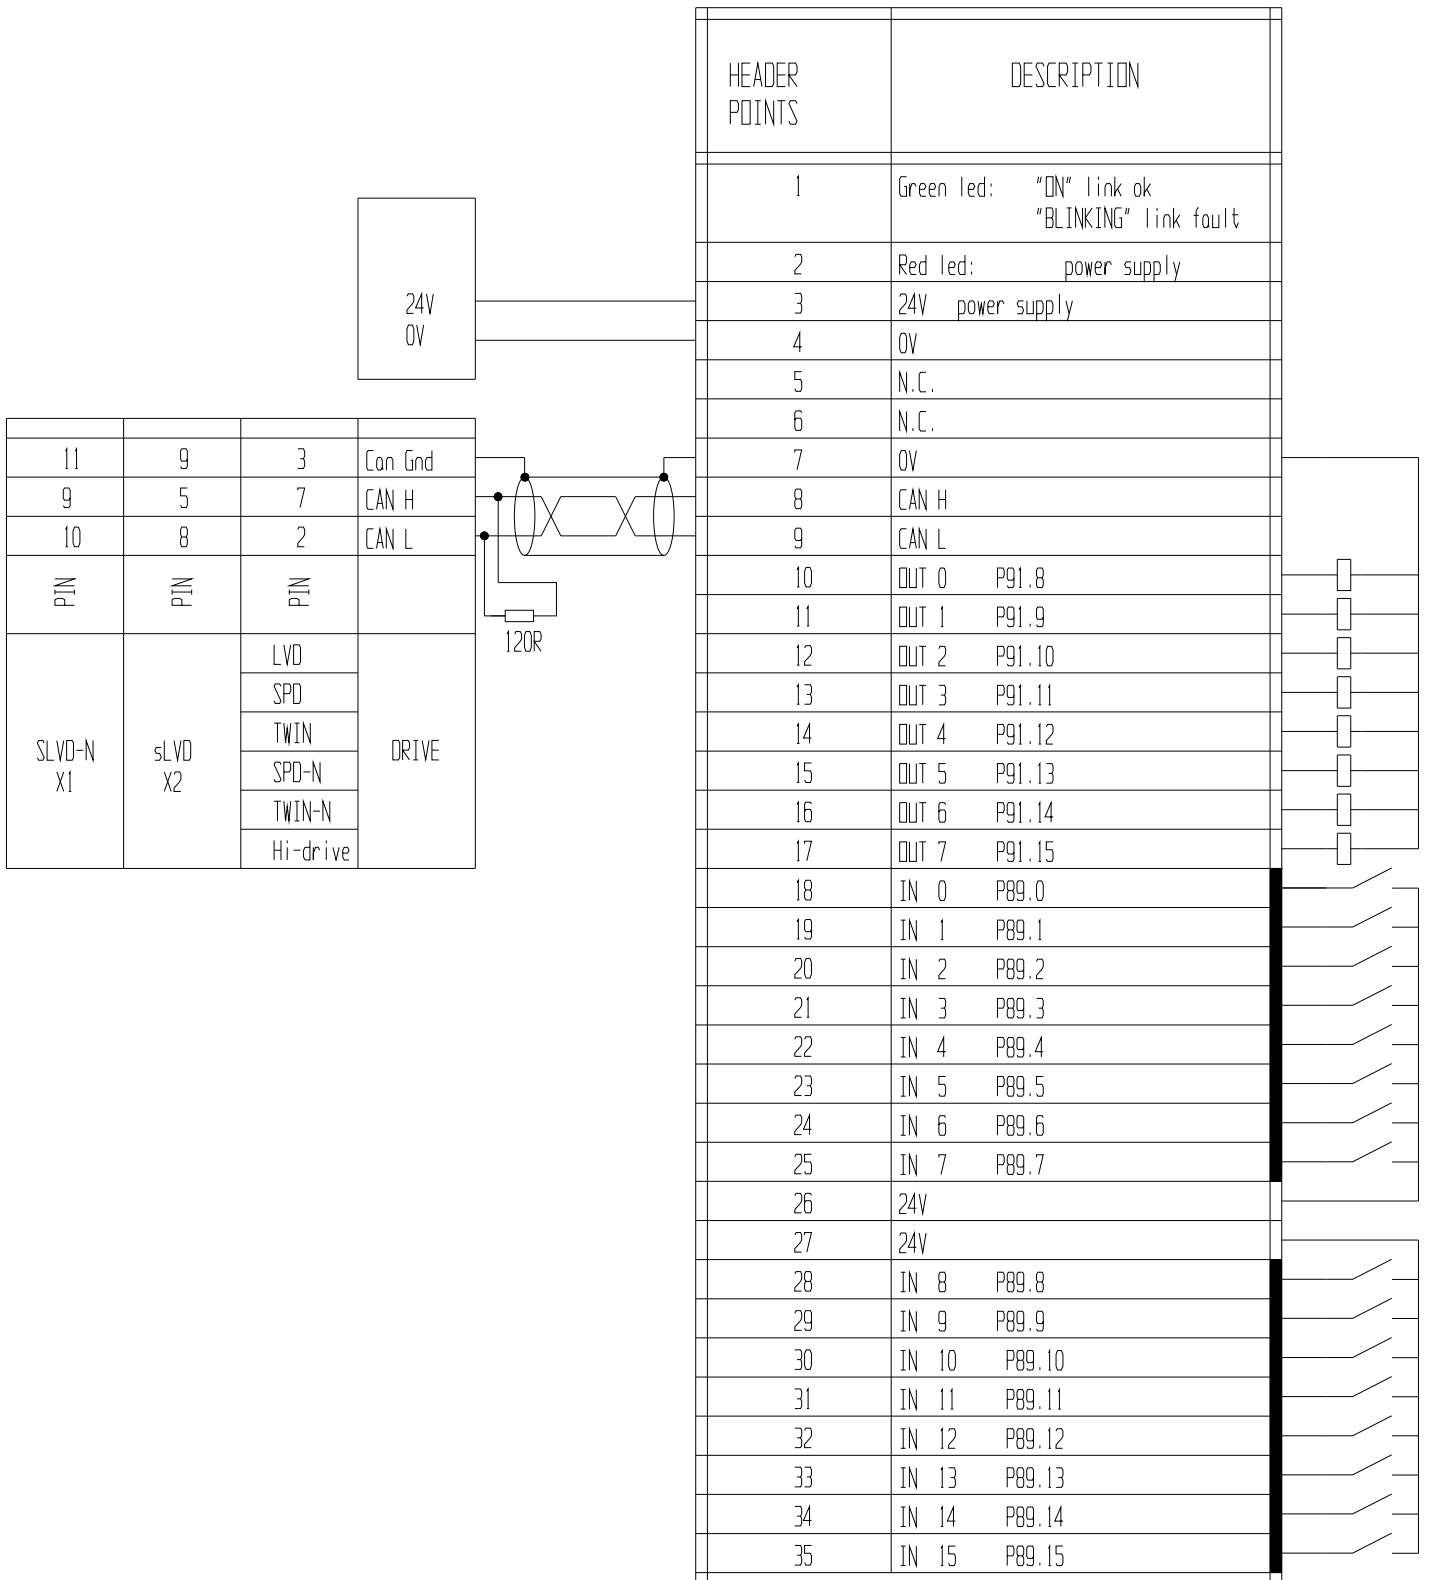 HEADER DESCRIPTION
POINTS
1 Green led: "ON" link ok
"BLINKING" link fault
2 Red led: power supply
3 24V power supply
4 0V
5 N.C.
6 N.C.
7 0V
8 CAN H
9 CAN L
10 OUT 0 P91.8
11 OUT 1 P91.9
12 OUT 2 P91.10
13 OUT 3 P91.11
14 OUT 4 P91.12
15 OUT 5 P91.13
16 OUT 6 P91.14
17 OUT 7 P91.15
18 IN 0 P89.0
19 IN 1 P89.1
20 IN 2 P89.2
21 IN 3 P89.3
22 IN 4 P89.4
23 IN 5 P89.5
24 IN 6 P89.6
25 IN 7 P89.7
26 24V
27 24V
28 IN 8 P89.8
29 IN 9 P89.9
30 IN 10 P89.10
31 IN 11 P89.11
32 IN 12 P89.12
33 IN 13 P89.13
34 IN 14 P89.14
35 IN 15 P89.15
24V
0V
11 9 3 Can Gnd
9 5 7 CAN H
10 8 2 CAN L
PIN PIN PIN
120R
LVD
SPD
TWIN
SLVD-N sLVD DRIVE
X1 X2
SPD-N
TWIN-N
Hi-drive